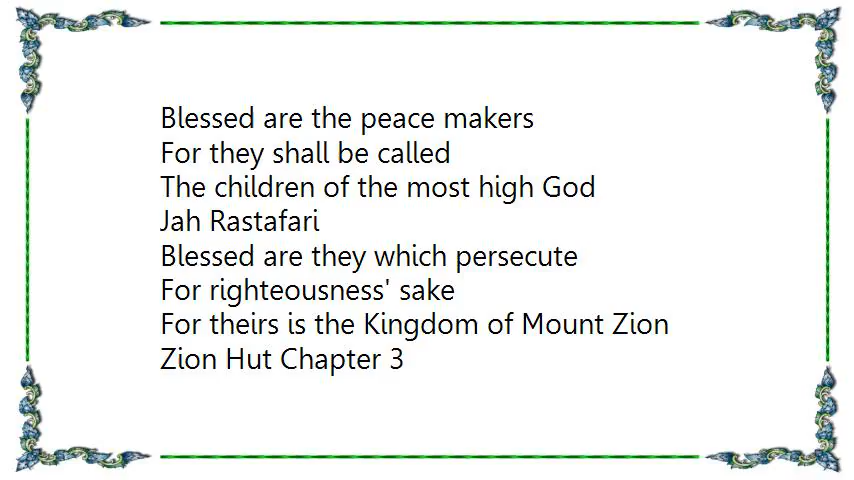 Blessed are the peace makers
For they shall be called
The children of the most high God
Jah Rastafari
Blessed are they which persecute
For righteousness' sake
For theirs is the Kingdom of Mount Zion
Zion Hut Chapter 3